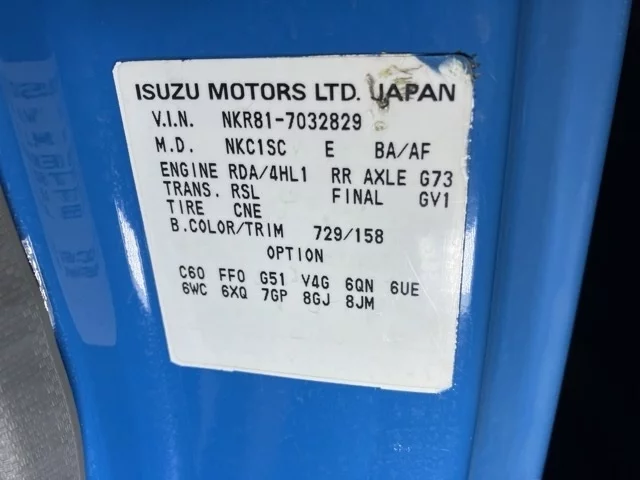 ISUZU MOTORS LTD. JAPAN
V.I.N. NKR81-7032829
M.D. NKC1SC E BA/AF
ENGINE RDA/4HL1 RR AXLE G73
TRANS. RSL FINAL GV1
TIRE CNE
B.COLOR/TRIM 729/158
OPTION
C60 FF0 G51 V4G 6QN 6UE
6WC 6XQ 7GP 8GJ 8JM